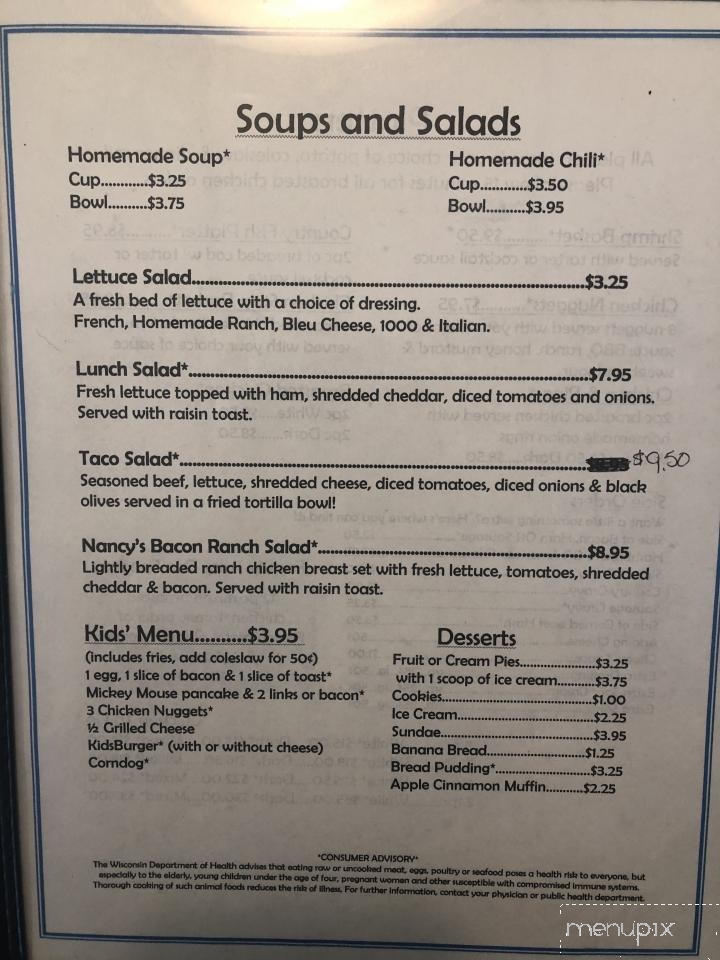 Soups and Salads
Homemade Soup*
Cup............$3.25
Bowl..........$3.75
Homemade Chili*
Cup............$3.50
Bowl..........$3.95
Lettuce Salad....................$3.25
A fresh bed of lettuce with a choice of dressing.
French, Homemade Ranch, Bleu Cheese, 1000 & Italian.
Lunch Salad*....................$7.95
Fresh lettuce topped with ham, shredded cheddar, diced tomatoes and onions.
Served with raisin toast.
Taco Salad*.................... $9.50
Seasoned beef, lettuce, shredded cheese, diced tomatoes, diced onions & black
olives served in a fried tortilla bowl!
Nancy's Bacon Ranch Salad*....................$8.95
Lightly breaded ranch chicken breast set with fresh lettuce, tomatoes, shredded
cheddar & bacon. Served with raisin toast.
Kids' Menu..........$3.95
(includes fries, add coleslaw for 50¢)
1 egg, 1 slice of bacon & 1 slice of toast*
Mickey Mouse pancake & 2 links or bacon*
3 Chicken Nuggets*
½ Grilled Cheese
KidsBurger* (with or without cheese)
Corndog*
Desserts
Fruit or Cream Pies....................$3.25
with 1 scoop of ice cream..........$3.75
Cookies....................$1.00
Ice Cream....................$2.25
Sundae....................$3.95
Banana Bread....................$1.25
Bread Pudding*....................$3.25
Apple Cinnamon Muffin..........$2.25
*CONSUMER ADVISORY*
The Wisconsin Department of Health advises that eating raw or uncooked meat, eggs, poultry or seafood poses a health risk to everyone, but
especially to the elderly, young children under the age of four, pregnant women and other susceptible with compromised immune systems.
Thorough cooking of such animal foods reduces the risk of illness. For further information, contact your physician or public health department.
menupix